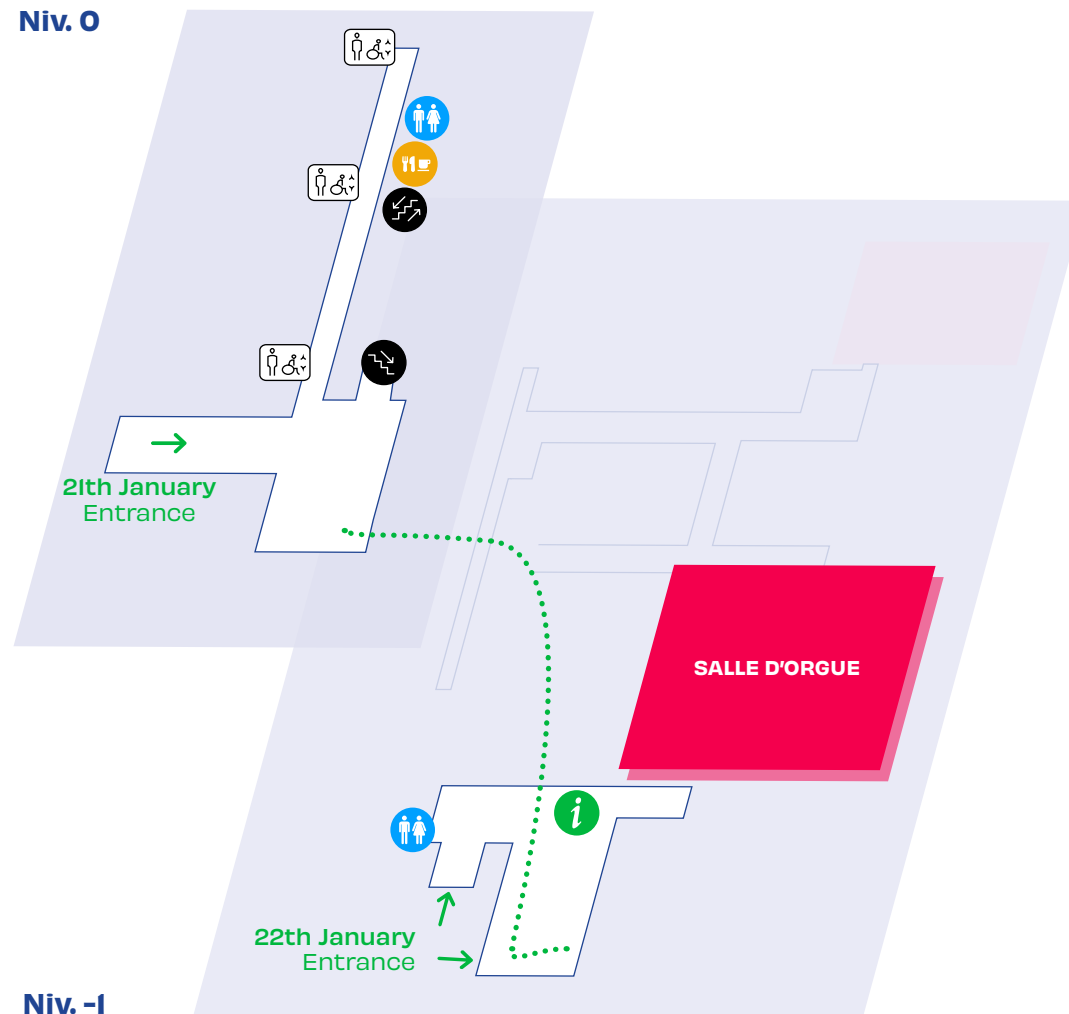 Niv. 0
21th January
Entrance
SALLE D'ORGUE
i
22th January
Entrance
Niv. -1